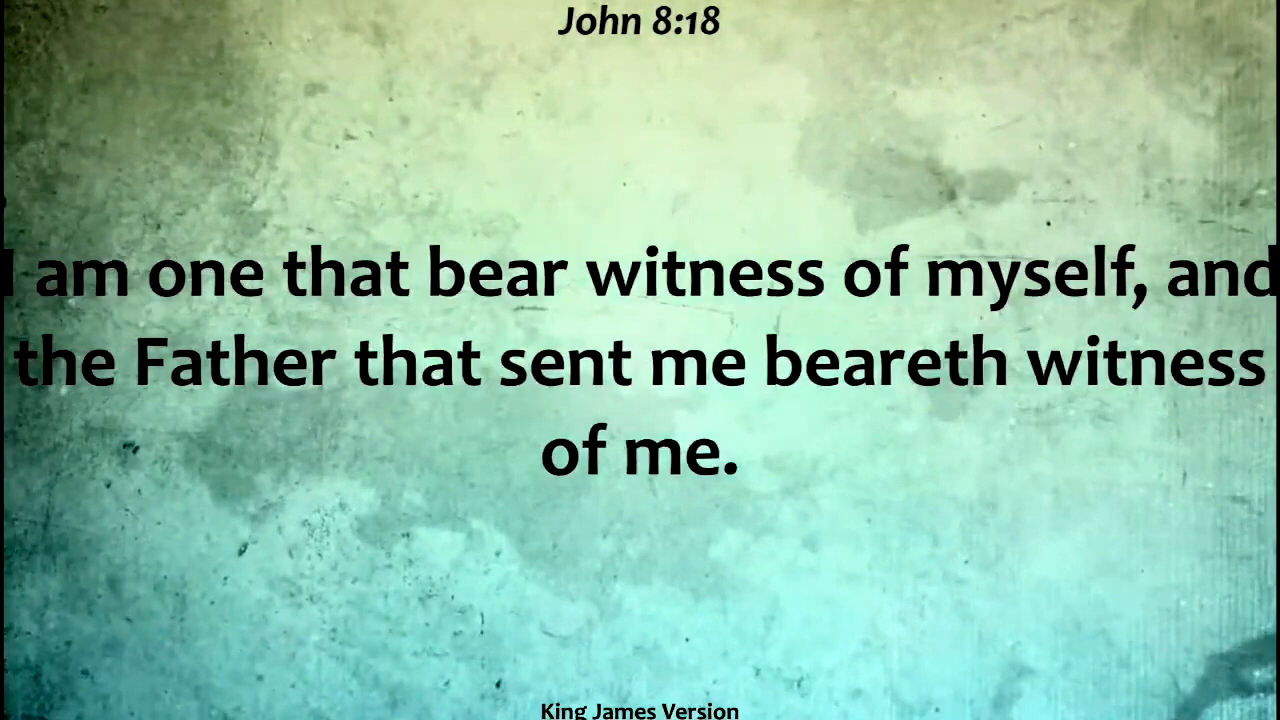 John 8:18
I am one that bear witness of myself, and
the Father that sent me beareth witness
of me.
King James Version